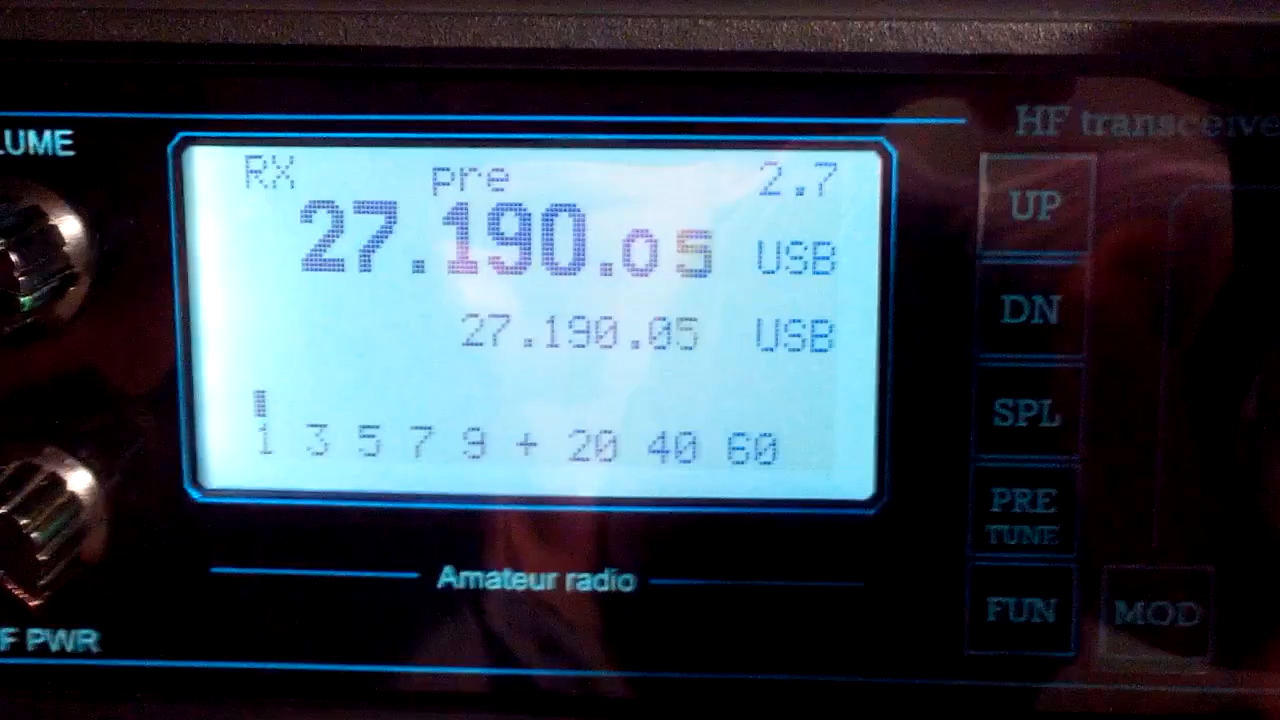 HF transceive
LUME
RX pre 2.7
27.190.05 USB
27.190.05 USB
1 3 5 7 9 + 20 40 60
UP
DN
SPL
PRE
TUNE
FUN
MOD
Amateur radio
F PWR